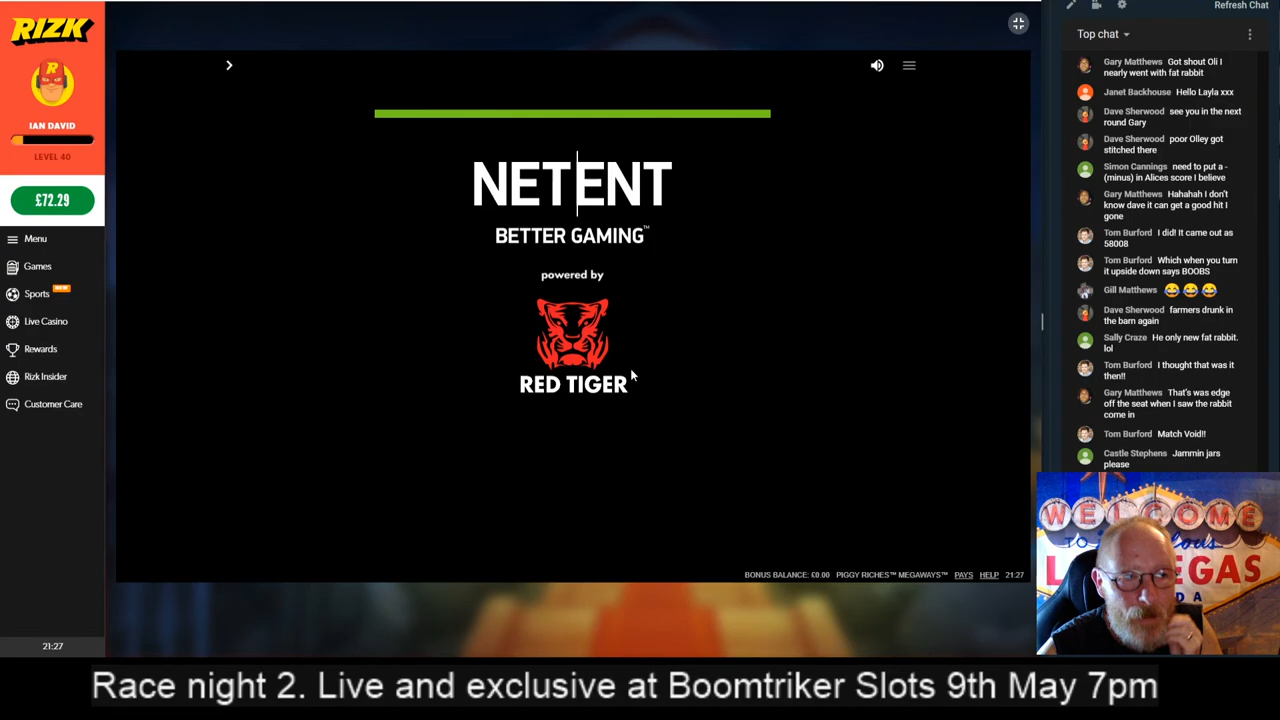 RIZK
R
IAN DAVID
LEVEL 40
£72.29
Menu
Games
Sports NEW
Live Casino
Rewards
Rizk Insider
Customer Care
21:27
NETENT
BETTER GAMING™
powered by
RED TIGER
BONUS BALANCE: £0.00 PIGGY RICHES™ MEGAWAYS™ PAYS HELP 21:27
Refresh Chat
Top chat
Gary Matthews Got shout Oli I
nearly went with fat rabbit
Janet Backhouse Hello Layla xxx
Dave Sherwood see you in the next
round Gary
Dave Sherwood poor Olley got
stitched there
Simon Cannings need to put a -
(minus) in Alices score I believe
Gary Matthews Hahahah I don't
know dave it can get a good hit I
gone
Tom Burford I did! It came out as
58008
Tom Burford Which when you turn
it upside down says BOOBS
Gill Matthews 😂😂😂
Dave Sherwood farmers drunk in
the barn again
Sally Craze He only new fat rabbit.
lol
Tom Burford I thought that was it
then!!
Gary Matthews That's was edge
off the seat when I saw the rabbit
come in
Tom Burford Match Void!!
Castle Stephens Jammin jars
please
WELCOME
TO
LAS VEGAS
Race night 2. Live and exclusive at Boomtriker Slots 9th May 7pm